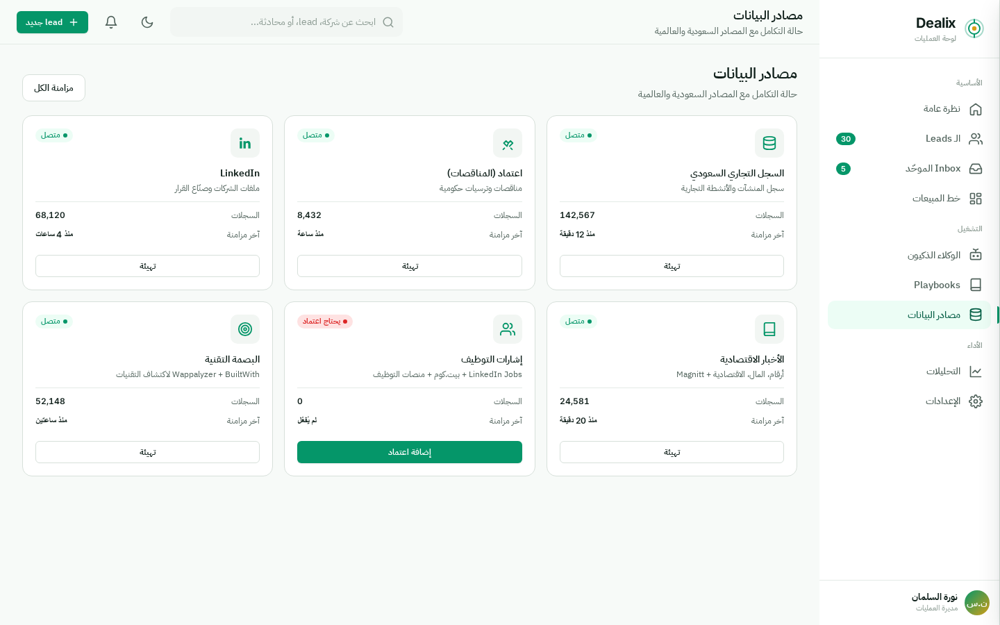 Dealix
لوحة العمليات
الأساسية
نظرة عامة
الـ Leads
30
Inbox الموحّد
5
خط المبيعات
التشغيل
الوكلاء الذكيون
Playbooks
مصادر البيانات
الأداء
التحليلات
الإعدادات
ن.س
نورة السلمان
مديرة العمليات
مصادر البيانات
حالة التكامل مع المصادر السعودية والعالمية
ابحث عن شركة، lead، أو محادثة...
lead جديد
مصادر البيانات
حالة التكامل مع المصادر السعودية والعالمية
مزامنة الكل
متصل
السجل التجاري السعودي
سجل المنشآت والأنشطة التجارية
السجلات 142,567
آخر مزامنة منذ 12 دقيقة
تهيئة
متصل
اعتماد (المناقصات)
مناقصات وترسيات حكومية
السجلات 8,432
آخر مزامنة منذ ساعة
تهيئة
متصل
LinkedIn
ملفات الشركات وصنّاع القرار
السجلات 68,120
آخر مزامنة منذ 4 ساعات
تهيئة
متصل
الأخبار الاقتصادية
أرقام، المال، الاقتصادية + Magnitt
السجلات 24,581
آخر مزامنة منذ 20 دقيقة
تهيئة
يحتاج اعتماد
إشارات التوظيف
LinkedIn Jobs + بيت.كوم + منصات التوظيف
السجلات 0
آخر مزامنة لم يُفعّل
إضافة اعتماد
متصل
البصمة التقنية
Wappalyzer + BuiltWith لاكتشاف التقنيات
السجلات 52,148
آخر مزامنة منذ ساعتين
تهيئة